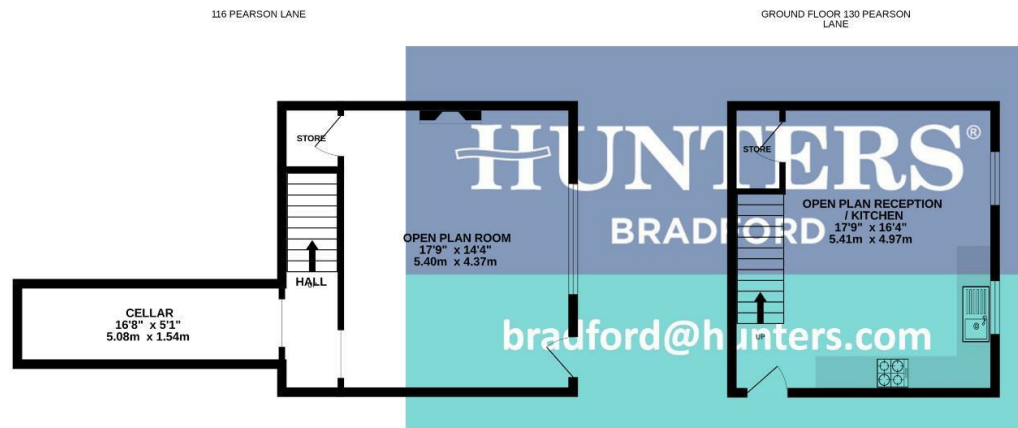 116 PEARSON LANE
GROUND FLOOR 130 PEARSON
LANE
STORE
HALL
UP
OPEN PLAN ROOM
17'9" x 14'4"
5.40m x 4.37m
CELLAR
16'8" x 5'1"
5.08m x 1.54m
HUNTERS®
BRADFORD
bradford@hunters.com
STORE
OPEN PLAN RECEPTION
/ KITCHEN
17'9" x 16'4"
5.41m x 4.97m
UP